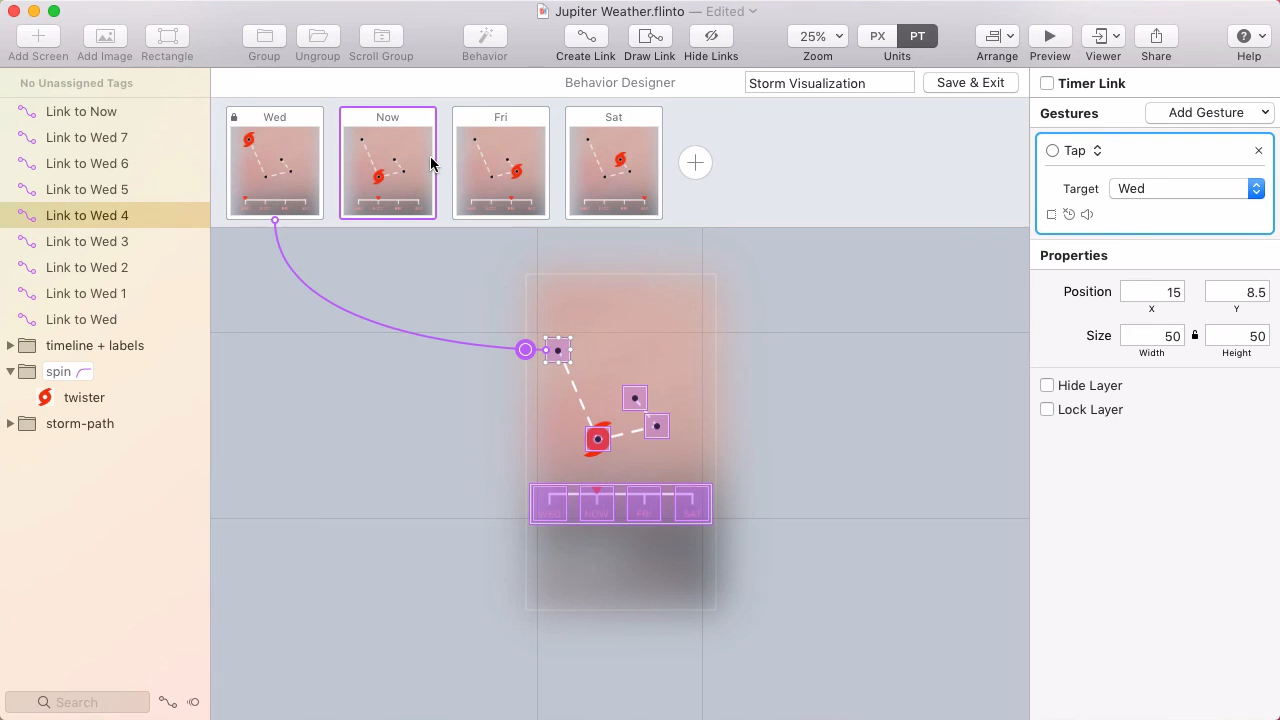 Jupiter Weather.flinto — Edited
Add Screen Add Image Rectangle Group Ungroup Scroll Group Behavior Create Link Draw Link Hide Links 25% Zoom PX PT Units Arrange Preview Viewer Share Help
No Unassigned Tags
Link to Now
Link to Wed 7
Link to Wed 6
Link to Wed 5
Link to Wed 4
Link to Wed 3
Link to Wed 2
Link to Wed 1
Link to Wed
timeline + labels
spin
twister
storm-path
Search
Behavior Designer Storm Visualization Save & Exit
Wed Now Fri Sat
WED NOW FRI SAT
Timer Link
Gestures Add Gesture
Tap
Target Wed
Properties
Position 15 8.5
X Y
Size 50 50
Width Height
Hide Layer
Lock Layer